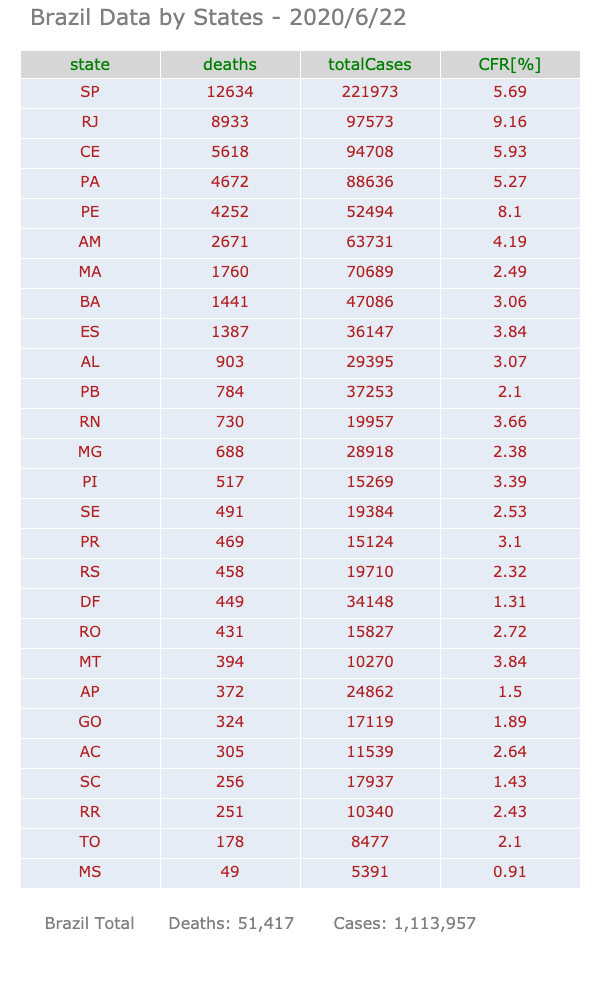 Brazil Data by States - 2020/6/22
state deaths totalCases CFR[%]
SP 12634 221973 5.69
RJ 8933 97573 9.16
CE 5618 94708 5.93
PA 4672 88636 5.27
PE 4252 52494 8.1
AM 2671 63731 4.19
MA 1760 70689 2.49
BA 1441 47086 3.06
ES 1387 36147 3.84
AL 903 29395 3.07
PB 784 37253 2.1
RN 730 19957 3.66
MG 688 28918 2.38
PI 517 15269 3.39
SE 491 19384 2.53
PR 469 15124 3.1
RS 458 19710 2.32
DF 449 34148 1.31
RO 431 15827 2.72
MT 394 10270 3.84
AP 372 24862 1.5
GO 324 17119 1.89
AC 305 11539 2.64
SC 256 17937 1.43
RR 251 10340 2.43
TO 178 8477 2.1
MS 49 5391 0.91
Brazil Total Deaths: 51,417 Cases: 1,113,957